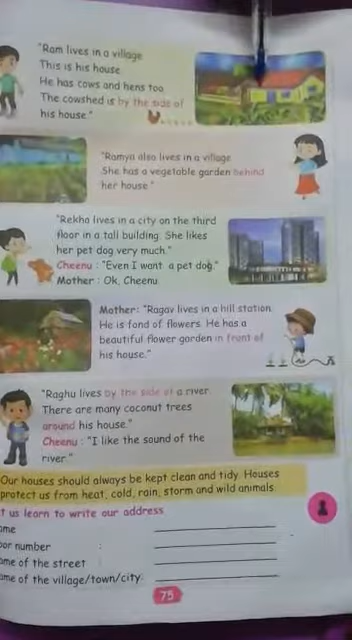 "Ram lives in a village.
This is his house.
He has cows and hens too.
The cowshed is by the side of
his house."
"Ramya also lives in a village.
She has a vegetable garden behind
her house."
"Rekha lives in a city on the third
floor in a tall building. She likes
her pet dog very much."
Cheenu : "Even I want a pet dog."
Mother : Ok, Cheenu.
Mother: "Ragav lives in a hill station.
He is fond of flowers. He has a
beautiful flower garden in front of
his house."
"Raghu lives by the side of a river.
There are many coconut trees
around his house."
Cheenu : "I like the sound of the
river."
Our houses should always be kept clean and tidy. Houses
protect us from heat, cold, rain, storm and wild animals.
t us learn to write our address
ame
oor number :
ame of the street :
ame of the village/town/city:
75